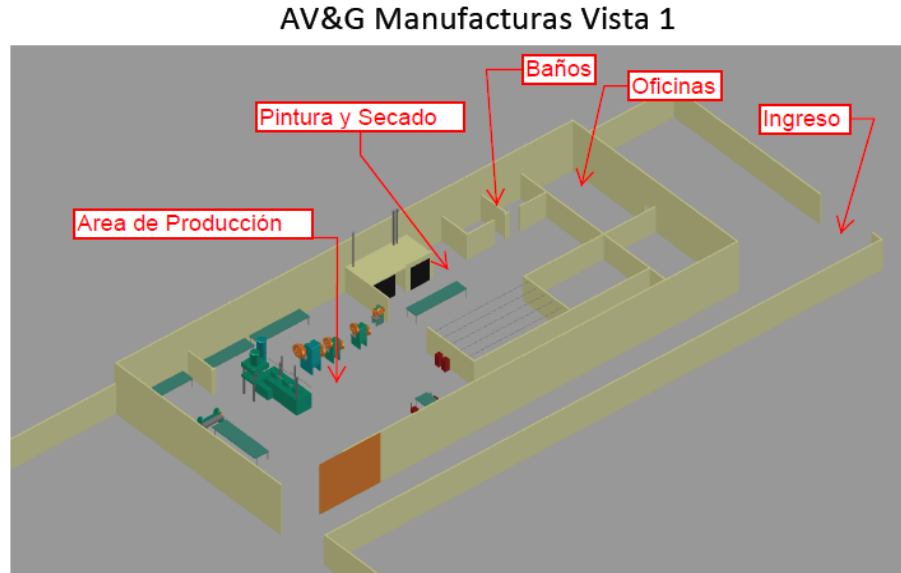 AV&G Manufacturas Vista 1
Baños
Oficinas
Pintura y Secado
Ingreso
Area de Producción